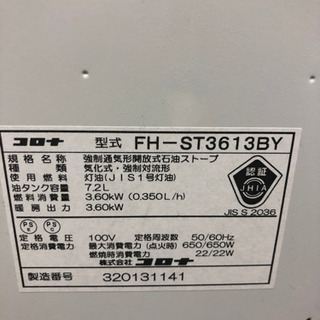 コロナ 型式 FH-ST3613BY
規格名称 強制通気形開放式石油ストーブ
型式の種類 気化式・強制対流形
使用燃料 灯油(JIS1号灯油)
油タンク容量 7.2L
燃料消費量 3.60kW(0.350L/h)
暖房出力 3.60kW
認証
JHIA
JIS S 2036
PSC
定格電圧 100V 定格周波数 50/60Hz
定格消費電力 最大消費電力(点火時) 650/650W
燃焼時消費電力 22/22W
株式会社コロナ
製造番号 320131141